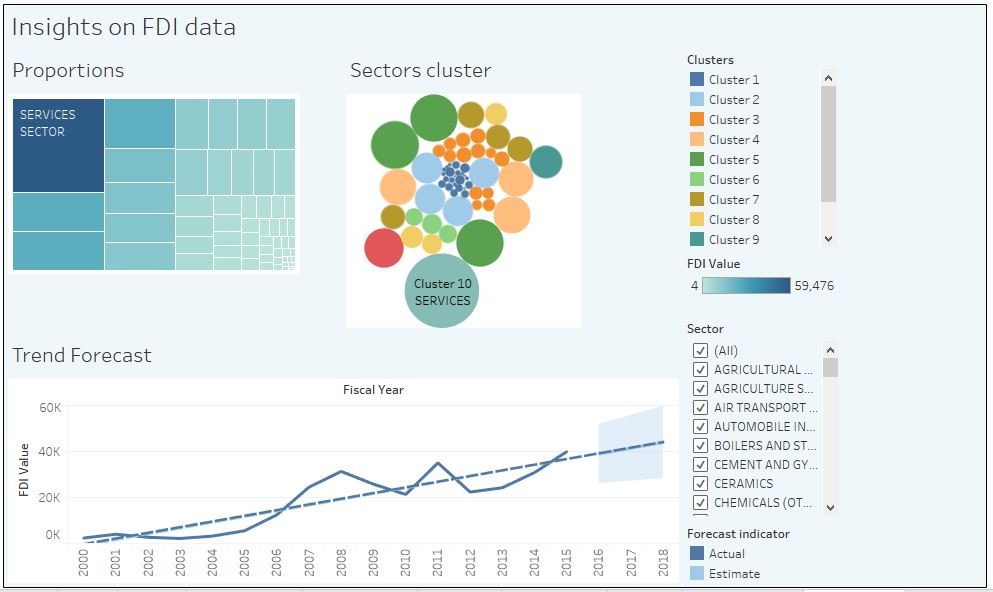 Insights on FDI data
Proportions
SERVICES
SECTOR
Sectors cluster
Cluster 10
SERVICES
Clusters
Cluster 1
Cluster 2
Cluster 3
Cluster 4
Cluster 5
Cluster 6
Cluster 7
Cluster 8
Cluster 9
FDI Value
4 59,476
Sector
(All)
AGRICULTURAL ...
AGRICULTURE S...
AIR TRANSPORT ...
AUTOMOBILE IN...
BOILERS AND ST...
CEMENT AND GY...
CERAMICS
CHEMICALS (OT...
Forecast indicator
Actual
Estimate
Trend Forecast
Fiscal Year
FDI Value
60K
40K
20K
0K
2000 2001 2002 2003 2004 2005 2006 2007 2008 2009 2010 2011 2012 2013 2014 2015 2016 2017 2018